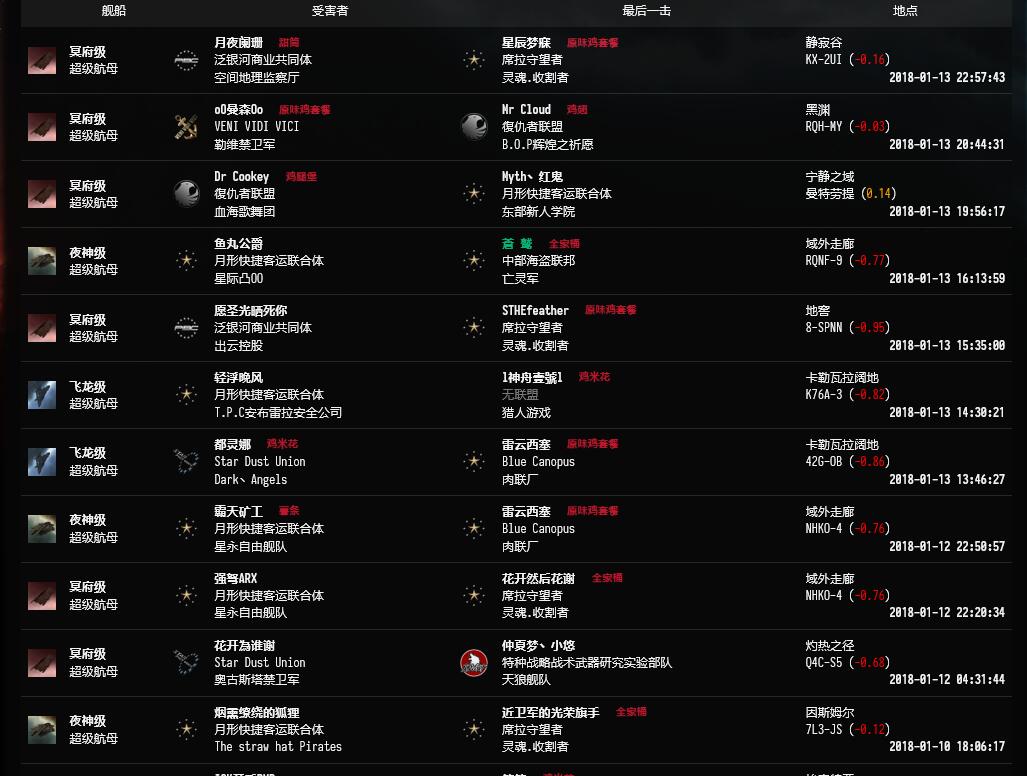 舰船 受害者 最后一击 地点
冥府级 超级航母
月夜阑珊 甜筒
泛银河商业共同体
空间地理监察厅
星辰梦寐 原味鸡套餐
席拉守望者
灵魂.收割者
静寂谷
KX-2UI (-0.16)
2018-01-13 22:57:43
冥府级 超级航母
oO曼森Oo 原味鸡套餐
VENI VIDI VICI
勒维禁卫军
Mr Cloud 鸡翅
復仇者联盟
B.O.P辉煌之祈愿
黑渊
RQH-MY (-0.03)
2018-01-13 20:44:31
冥府级 超级航母
Dr Cookey 鸡腿堡
復仇者联盟
血海歌舞团
Myth丶红鬼
月形快捷客运联合体
东部新人学院
宁静之域
曼特劳提 (0.14)
2018-01-13 19:56:17
夜神级 超级航母
鱼丸公爵
月形快捷客运联合体
星际凸OO
蒼 鷲 全家桶
中部海盗联邦
亡灵军
域外走廊
RQNF-9 (-0.77)
2018-01-13 16:13:59
冥府级 超级航母
愿圣光晒死你
泛银河商业共同体
出云控股
STHEfeather 原味鸡套餐
席拉守望者
灵魂.收割者
地窖
8-SPNN (-0.95)
2018-01-13 15:35:00
飞龙级 超级航母
轻浮晚风
月形快捷客运联合体
T.P.C安布雷拉安全公司
l神舟壹號l 鸡米花
无联盟
猎人游戏
卡勒瓦拉阔地
K76A-3 (-0.82)
2018-01-13 14:30:21
飞龙级 超级航母
都灵娜 鸡米花
Star Dust Union
Dark丶Angels
雷云西塞 原味鸡套餐
Blue Canopus
肉联厂
卡勒瓦拉阔地
42G-OB (-0.86)
2018-01-13 13:46:27
夜神级 超级航母
霸天矿工 薯条
月形快捷客运联合体
星永自由舰队
雷云西塞 原味鸡套餐
Blue Canopus
肉联厂
域外走廊
NHKO-4 (-0.76)
2018-01-12 22:50:57
冥府级 超级航母
强弩ARX
月形快捷客运联合体
星永自由舰队
花开然后花谢 全家桶
席拉守望者
灵魂.收割者
域外走廊
NHKO-4 (-0.76)
2018-01-12 22:20:34
冥府级 超级航母
花开為谁谢
Star Dust Union
奥古斯塔禁卫军
仲夏梦丶小悠
特种战略战术武器研究实验部队
天狼舰队
灼热之径
Q4C-S5 (-0.68)
2018-01-12 04:31:44
夜神级 超级航母
烟雲缭绕的狐狸
月形快捷客运联合体
The straw hat Pirates
近卫军的光荣旗手 全家桶
席拉守望者
灵魂.收割者
因斯姆尔
7L3-JS (-0.12)
2018-01-10 18:06:17